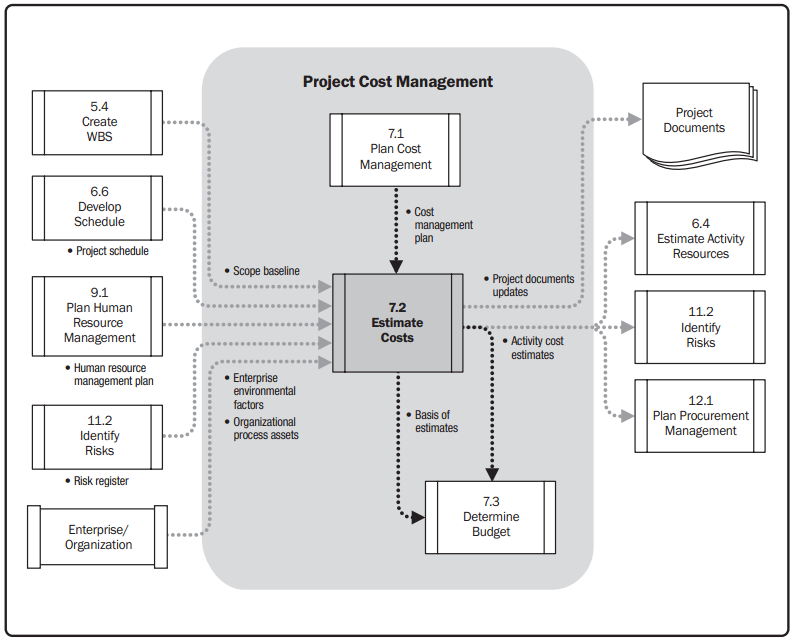 Project Cost Management
5.4
Create
WBS
6.6
Develop
Schedule
• Project schedule
9.1
Plan Human
Resource
Management
• Human resource
management plan
11.2
Identify
Risks
• Risk register
Enterprise/
Organization
7.1
Plan Cost
Management
• Cost
management
plan
• Scope baseline
• Enterprise
environmental
factors
• Organizational
process assets
7.2
Estimate
Costs
• Project documents
updates
• Activity cost
estimates
• Basis of
estimates
7.3
Determine
Budget
Project
Documents
6.4
Estimate Activity
Resources
11.2
Identify
Risks
12.1
Plan Procurement
Management